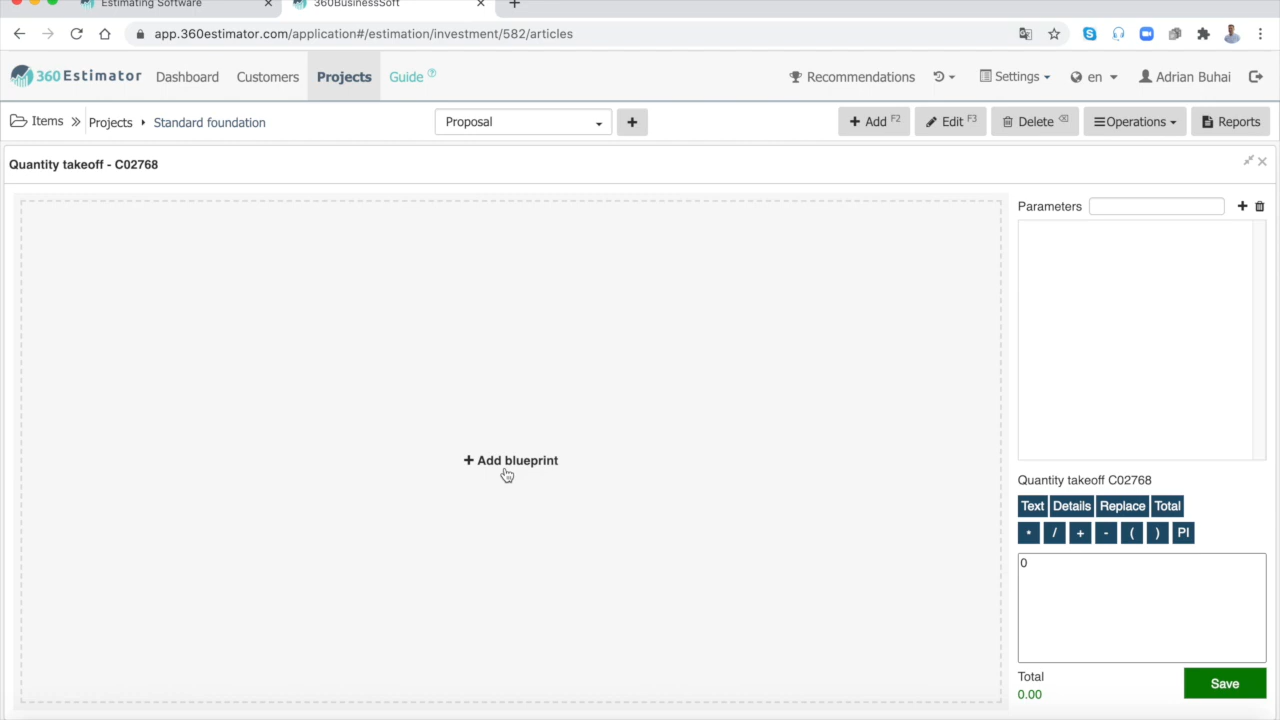 Estimating Software
360BusinessSoft
app.360estimator.com/application#/estimation/investment/582/articles
360Estimator Dashboard Customers Projects Guide ? Recommendations Settings en Adrian Buhai
Items Projects Standard foundation Proposal + + Add F2 Edit F3 Delete Operations Reports
Quantity takeoff - C02768
Parameters +
+ Add blueprint
Quantity takeoff C02768
Text Details Replace Total
* / + - ( ) PI
0
Total
0.00
Save